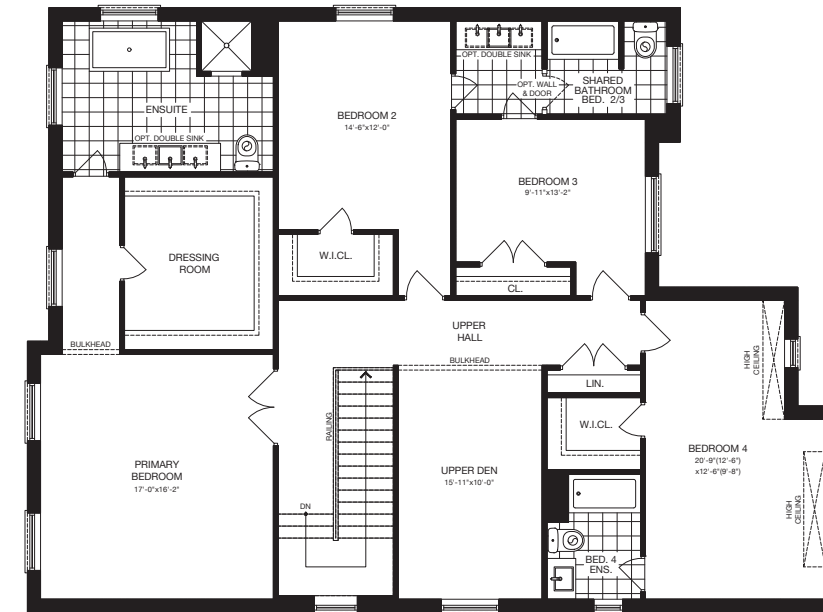 OPT. DOUBLE SINK
OPT. WALL
& DOOR
SHARED
BATHROOM
BED. 2/3
ENSUITE
OPT. DOUBLE SINK
BEDROOM 2
14'-6"x12'-0"
BEDROOM 3
9'-11"x13'-2"
DRESSING
ROOM
W.I.CL.
CL.
UPPER
HALL
BULKHEAD
BULKHEAD
HIGH
CEILING
LIN.
RAILING
W.I.CL.
PRIMARY
BEDROOM
17'-0"x16'-2"
UPPER DEN
15'-11"x10'-0"
BEDROOM 4
20'-9"(12'-6")
x12'-6"(9'-8")
HIGH
CEILING
DN
BED. 4
ENS.